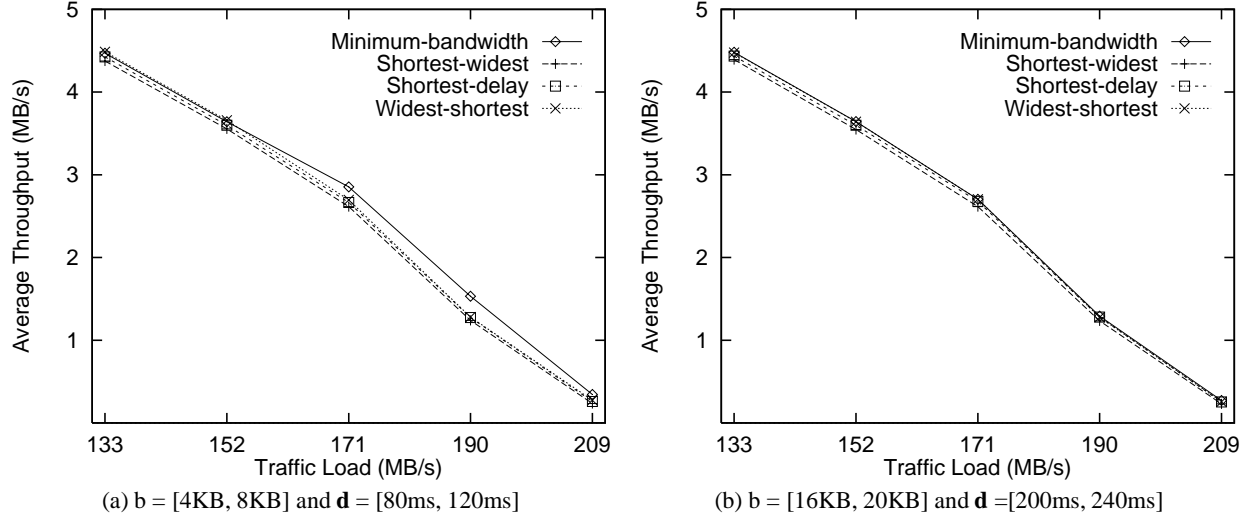 5
4
3
2
1
Average Throughput (MB/s)
Minimum-bandwidth
Shortest-widest
Shortest-delay
Widest-shortest
133 152 171 190 209
Traffic Load (MB/s)
(a) b = [4KB, 8KB] and d = [80ms, 120ms]
5
4
3
2
1
Average Throughput (MB/s)
Minimum-bandwidth
Shortest-widest
Shortest-delay
Widest-shortest
133 152 171 190 209
Traffic Load (MB/s)
(b) b = [16KB, 20KB] and d =[200ms, 240ms]